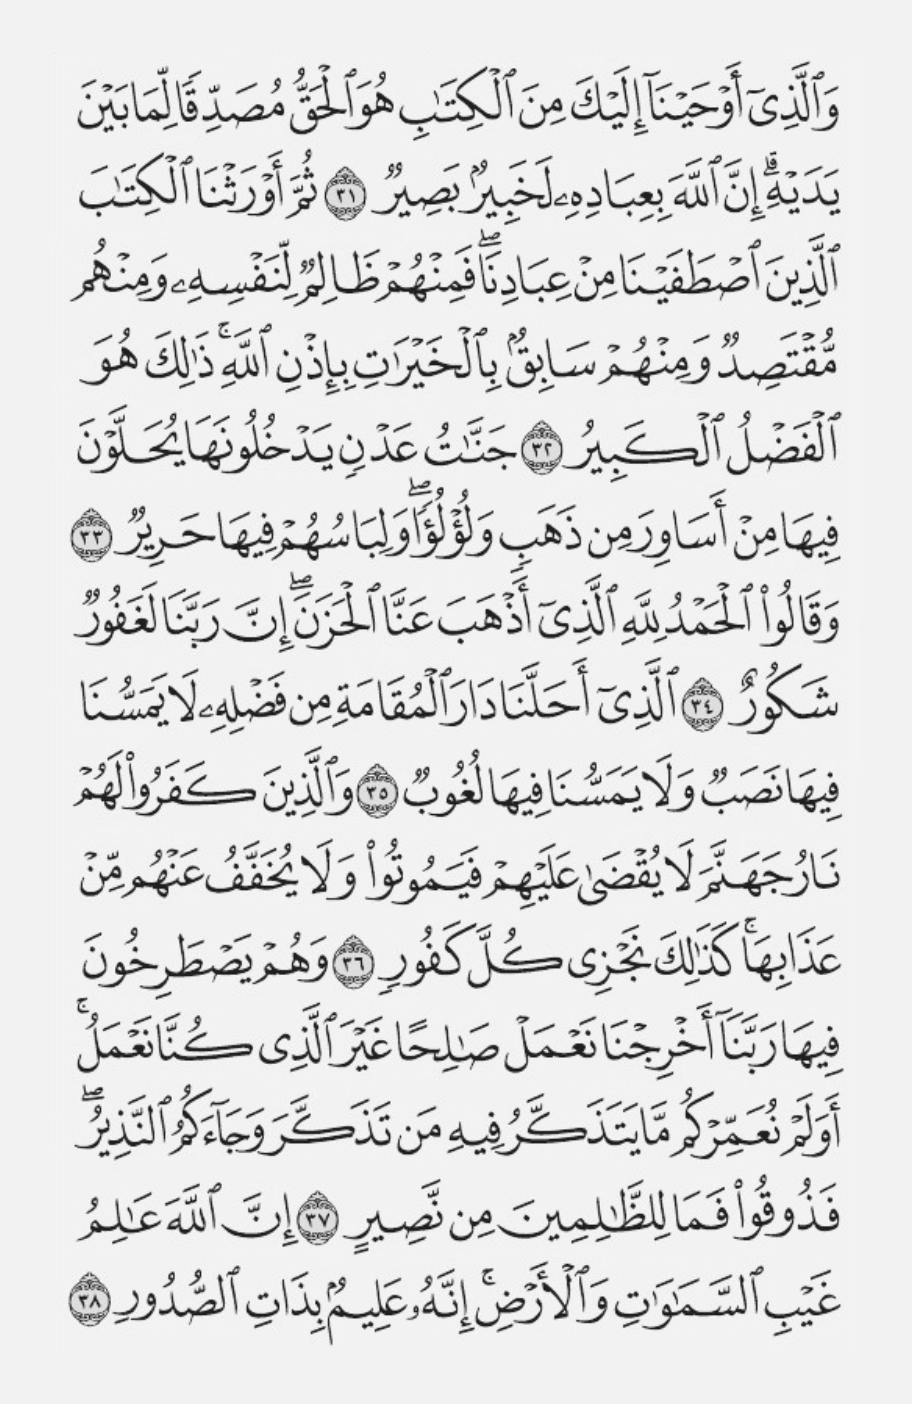 وَٱلَّذِىٓ أَوۡحَيۡنَآ إِلَيۡكَ مِنَ ٱلۡكِتَٰبِ هُوَ ٱلۡحَقُّ مُصَدِّقٗا لِّمَا بَيۡنَ
يَدَيۡهِۗ إِنَّ ٱللَّهَ بِعِبَادِهِۦ لَخَبِيرُۢ بَصِيرٞ ٣١ ثُمَّ أَوۡرَثۡنَا ٱلۡكِتَٰبَ
ٱلَّذِينَ ٱصۡطَفَيۡنَا مِنۡ عِبَادِنَاۖ فَمِنۡهُمۡ ظَالِمٞ لِّنَفۡسِهِۦ وَمِنۡهُم
مُّقۡتَصِدٞ وَمِنۡهُمۡ سَابِقُۢ بِٱلۡخَيۡرَٰتِ بِإِذۡنِ ٱللَّهِۚ ذَٰلِكَ هُوَ
ٱلۡفَضۡلُ ٱلۡكَبِيرُ ٣٢ جَنَّٰتُ عَدۡنٖ يَدۡخُلُونَهَا يُحَلَّوۡنَ
فِيهَا مِنۡ أَسَاوِرَ مِن ذَهَبٖ وَلُؤۡلُؤٗاۖ وَلِبَاسُهُمۡ فِيهَا حَرِيرٞ ٣٣
وَقَالُواْ ٱلۡحَمۡدُ لِلَّهِ ٱلَّذِىٓ أَذۡهَبَ عَنَّا ٱلۡحَزَنَۖ إِنَّ رَبَّنَا لَغَفُورٞ
شَكُورٌ ٣٤ ٱلَّذِىٓ أَحَلَّنَا دَارَ ٱلۡمُقَامَةِ مِن فَضۡلِهِۦ لَا يَمَسُّنَا
فِيهَا نَصَبٞ وَلَا يَمَسُّنَا فِيهَا لُغُوبٞ ٣٥ وَٱلَّذِينَ كَفَرُواْ لَهُمۡ
نَارُ جَهَنَّمَ لَا يُقۡضَىٰ عَلَيۡهِمۡ فَيَمُوتُواْ وَلَا يُخَفَّفُ عَنۡهُم مِّنۡ
عَذَابِهَاۚ كَذَٰلِكَ نَجۡزِى كُلَّ كَفُورٖ ٣٦ وَهُمۡ يَصۡطَرِخُونَ
فِيهَا رَبَّنَآ أَخۡرِجۡنَا نَعۡمَلۡ صَٰلِحًا غَيۡرَ ٱلَّذِى كُنَّا نَعۡمَلُۚ
أَوَلَمۡ نُعَمِّرۡكُم مَّا يَتَذَكَّرُ فِيهِ مَن تَذَكَّرَ وَجَآءَكُمُ ٱلنَّذِيرُۖ
فَذُوقُواْ فَمَا لِلظَّٰلِمِينَ مِن نَّصِيرٍ ٣٧ إِنَّ ٱللَّهَ عَٰلِمُ
غَيۡبِ ٱلسَّمَٰوَٰتِ وَٱلۡأَرۡضِۚ إِنَّهُۥ عَلِيمُۢ بِذَاتِ ٱلصُّدُورِ ٣٨